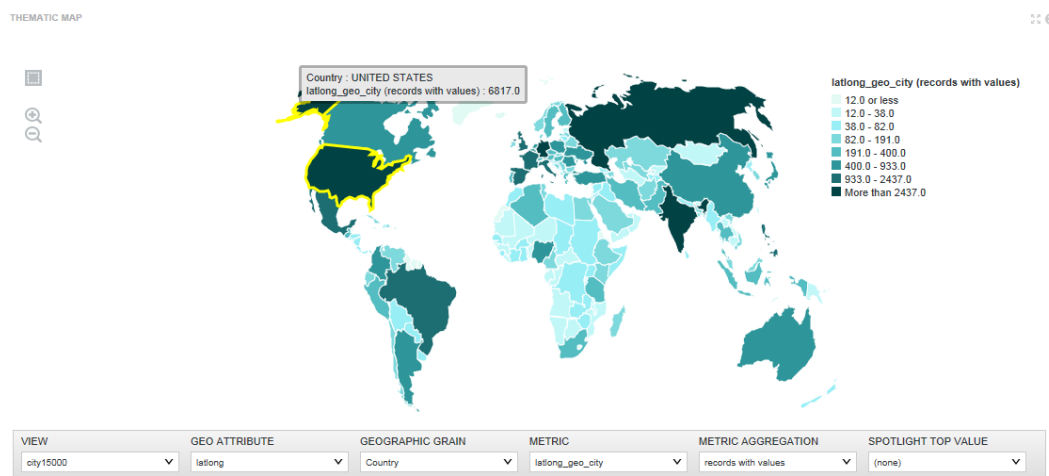 THEMATIC MAP
Country : UNITED STATES
latlong_geo_city (records with values) : 6817.0
latlong_geo_city (records with values)
12.0 or less
12.0 - 38.0
38.0 - 82.0
82.0 - 191.0
191.0 - 400.0
400.0 - 933.0
933.0 - 2437.0
More than 2437.0
VIEW GEO ATTRIBUTE GEOGRAPHIC GRAIN METRIC METRIC AGGREGATION SPOTLIGHT TOP VALUE
city15000 latlong Country latlong_geo_city records with values (none)